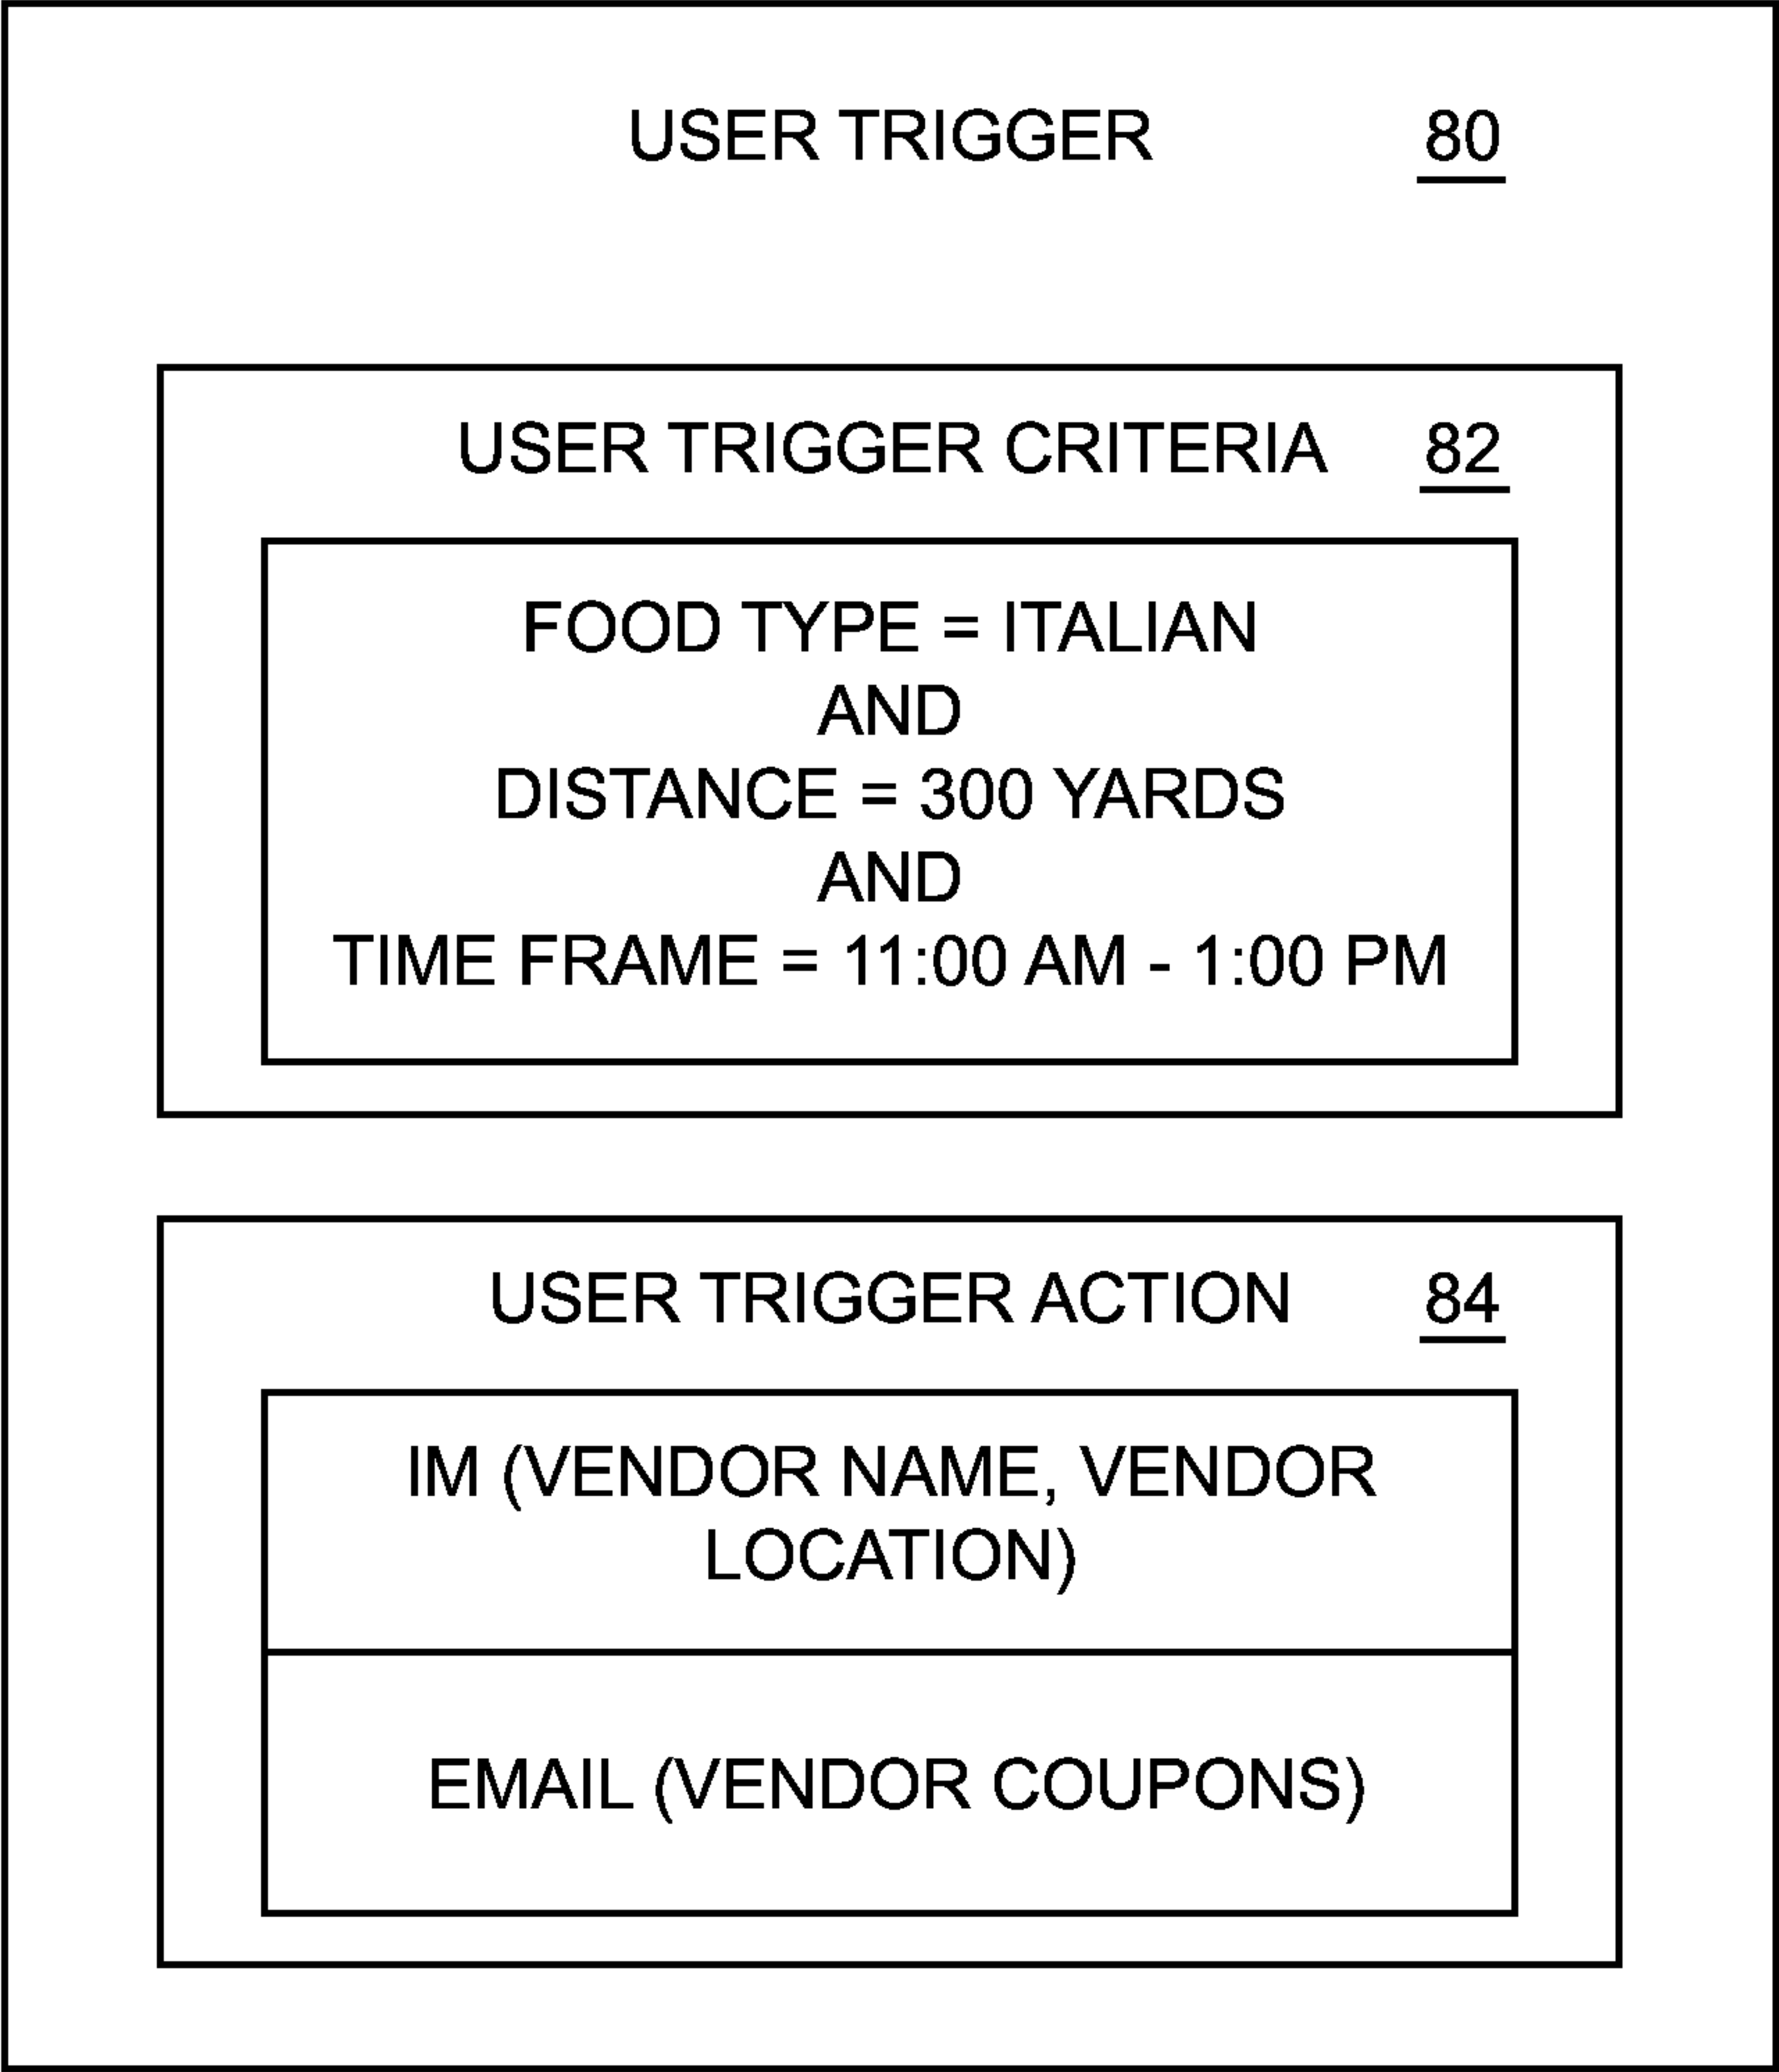 USER TRIGGER 80
USER TRIGGER CRITERIA 82
FOOD TYPE = ITALIAN
AND
DISTANCE = 300 YARDS
AND
TIME FRAME = 11:00 AM - 1:00 PM
USER TRIGGER ACTION 84
IM (VENDOR NAME, VENDOR
LOCATION)
EMAIL (VENDOR COUPONS)